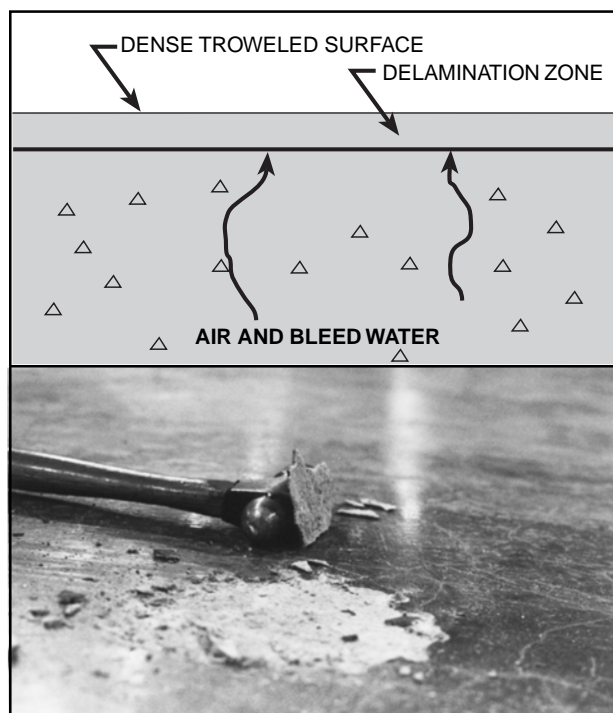 DENSE TROWELED SURFACE
DELAMINATION ZONE
AIR AND BLEED WATER